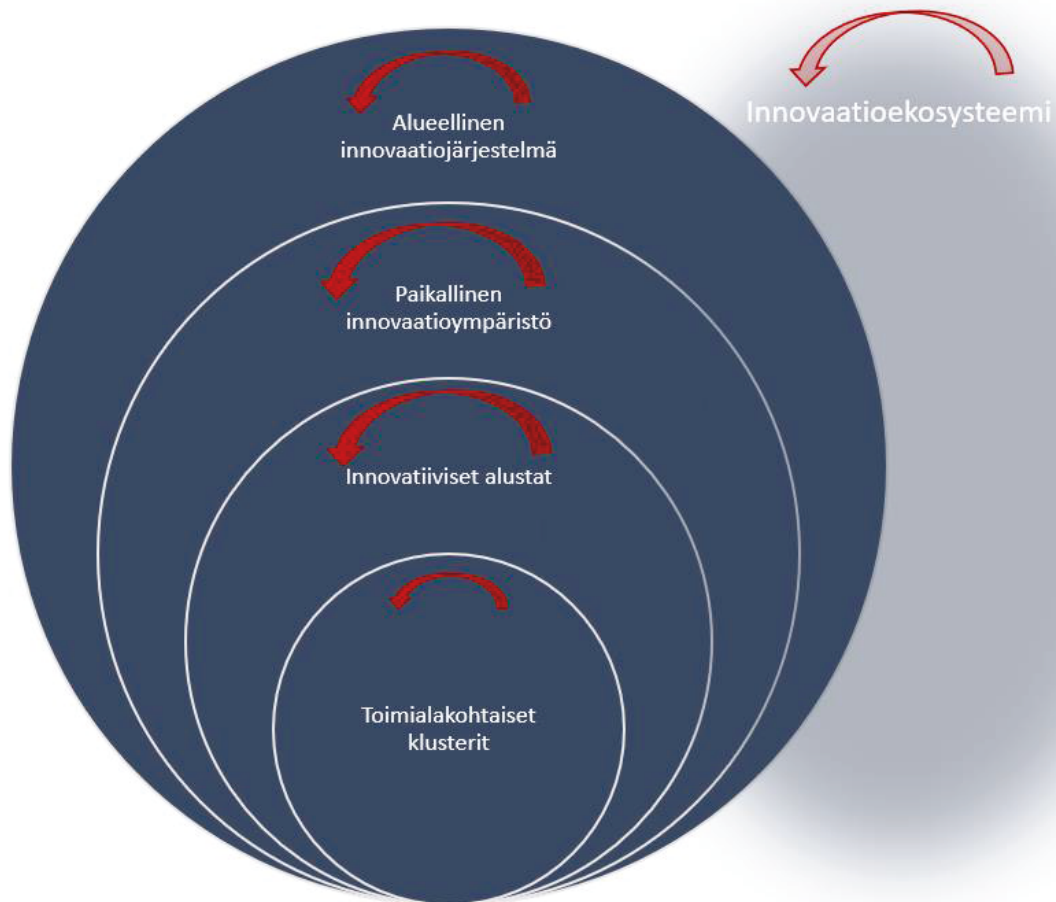 Innovaatioekosysteemi
Alueellinen
innovaatiojärjestelmä
Paikallinen
innovaatioympäristö
Innovatiiviset alustat
Toimialakohtaiset
klusterit